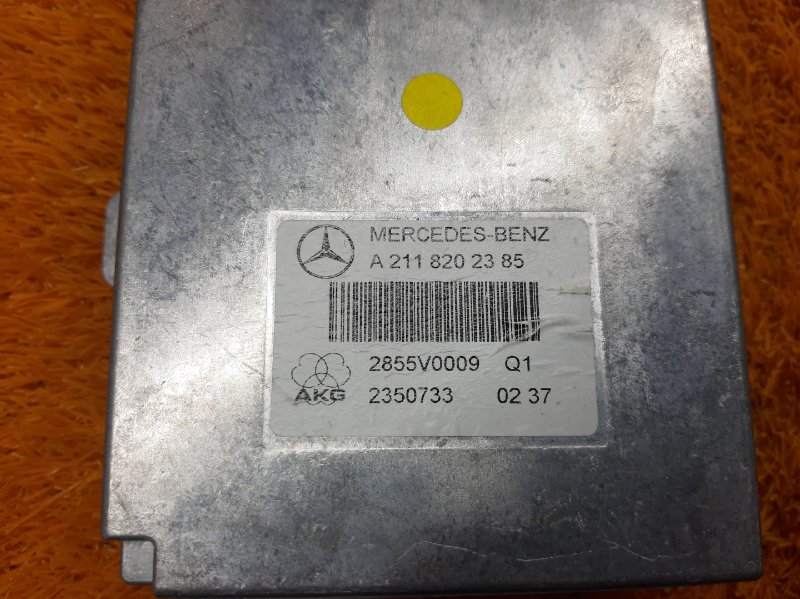 MERCEDES-BENZ
A 211 820 23 85
2855V0009 Q1
AKG
2350733 02 37